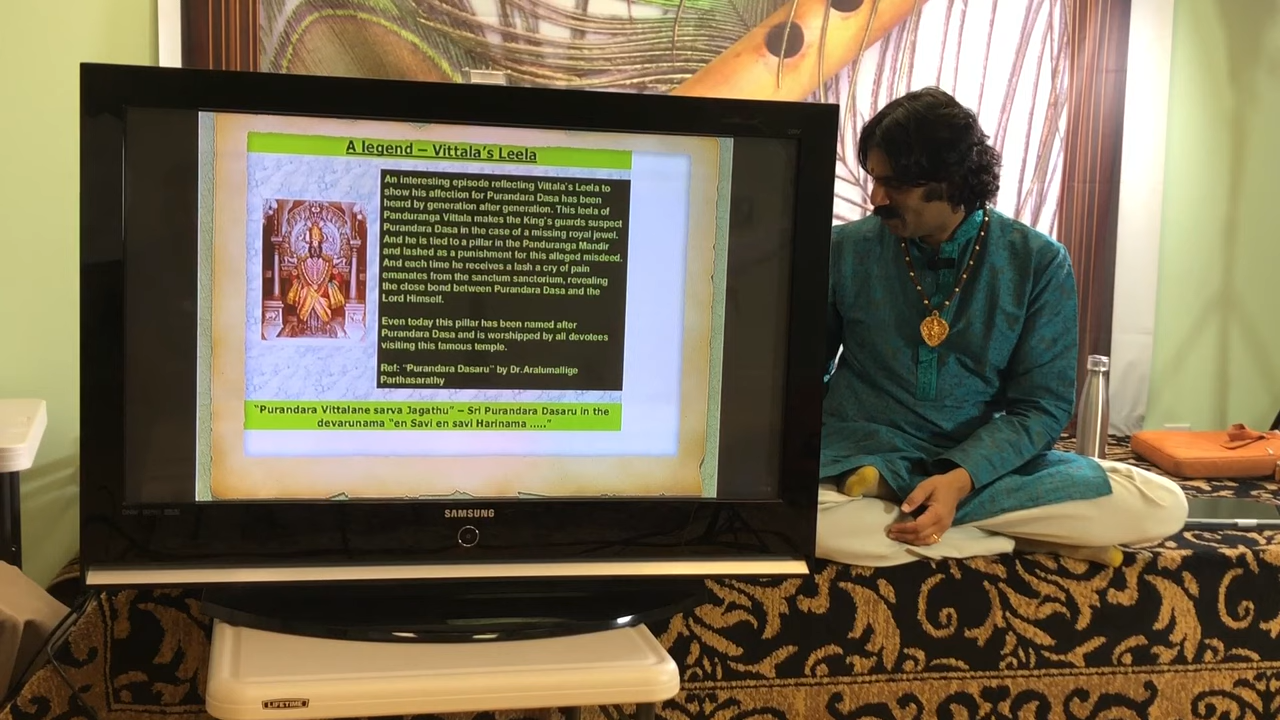 A legend – Vittala's Leela
An interesting episode reflecting Vittala's Leela to
show his affection for Purandara Dasa has been
heard by generation after generation. This leela of
Panduranga Vittala makes the King's guards suspect
Purandara Dasa in the case of a missing royal jewel.
And he is tied to a pillar in the Panduranga Mandir
and lashed as a punishment for this alleged misdeed.
And each time he receives a lash a cry of pain
emanates from the sanctum sanctorium, revealing
the close bond between Purandara Dasa and the
Lord Himself.
Even today this pillar has been named after
Purandara Dasa and is worshipped by all devotees
visiting this famous temple.
Ref: "Purandara Dasaru" by Dr.Aralumallige
Parthasarathy
"Purandara Vittalane sarva Jagathu" – Sri Purandara Dasaru in the
devarunama "en Savi en savi Harinama ....."
SAMSUNG
LIFETIME